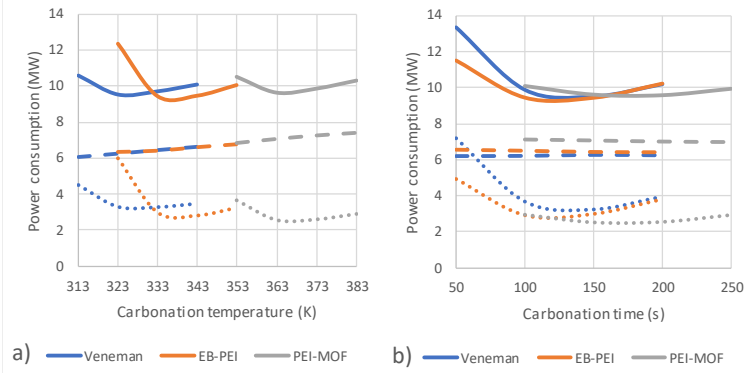 14
12
10
8
6
4
2
0
Power consumption (MW)
313 323 333 343 353 363 373 383
Carbonation temperature (K)
a) Veneman EB-PEI PEI-MOF
14
12
10
8
6
4
2
0
Power consumption (MW)
50 100 150 200 250
Carbonation time (s)
b) Veneman EB-PEI PEI-MOF